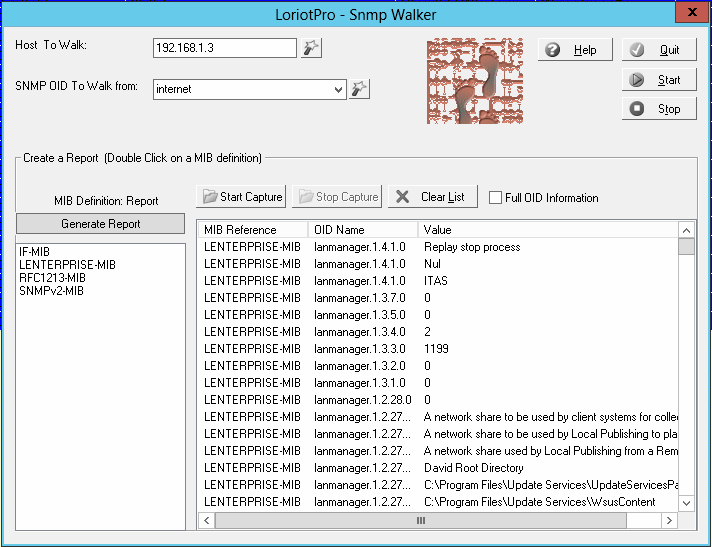 LoriotPro - Snmp Walker
x
Host To Walk:
192.168.1.3
Help
Quit
SNMP OID To Walk from:
internet
Start
Stop
Create a Report (Double Click on a MIB definition)
MIB Definition: Report
Start Capture
Stop Capture
Clear List
Full OID Information
Generate Report
IF-MIB
LENTERPRISE-MIB
RFC1213-MIB
SNMPv2-MIB
MIB Reference OID Name Value
LENTERPRISE-MIB lanmanager.1.4.1.0 Replay stop process
LENTERPRISE-MIB lanmanager.1.4.1.0 Nul
LENTERPRISE-MIB lanmanager.1.4.1.0 ITAS
LENTERPRISE-MIB lanmanager.1.3.7.0 0
LENTERPRISE-MIB lanmanager.1.3.5.0 0
LENTERPRISE-MIB lanmanager.1.3.4.0 2
LENTERPRISE-MIB lanmanager.1.3.3.0 1199
LENTERPRISE-MIB lanmanager.1.3.2.0 0
LENTERPRISE-MIB lanmanager.1.3.1.0 0
LENTERPRISE-MIB lanmanager.1.2.28.0 0
LENTERPRISE-MIB lanmanager.1.2.27... A network share to be used by client systems for colle
LENTERPRISE-MIB lanmanager.1.2.27... A network share to be used by Local Publishing to pla
LENTERPRISE-MIB lanmanager.1.2.27... A network share used by Local Publishing from a Rem
LENTERPRISE-MIB lanmanager.1.2.27... David Root Directory
LENTERPRISE-MIB lanmanager.1.2.27... C:\Program Files\Update Services\UpdateServicesPa
LENTERPRISE-MIB lanmanager.1.2.27... C:\Program Files\Update Services\WsusContent